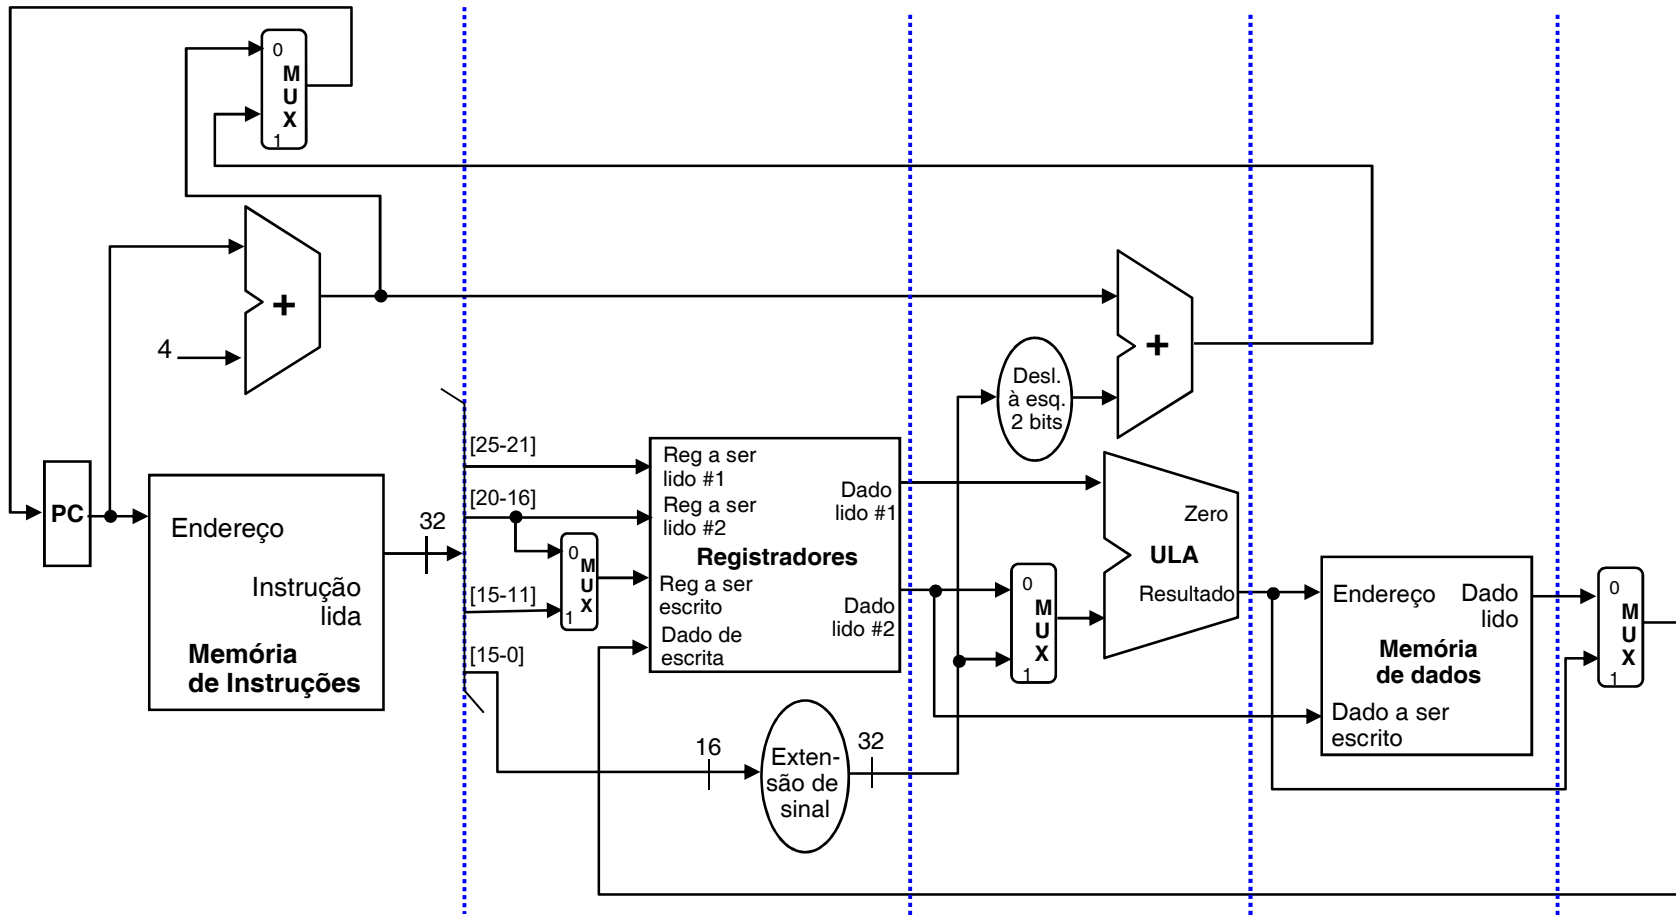 0
M
U
X
1
+
4
+
Desl.
à esq.
2 bits
[25-21]
Reg a ser
lido #1
[20-16]
Reg a ser
lido #2
Dado
lido #1
PC
32
Endereço
Instrução
lida
Memória
de Instruções
0
M
U
X
1
Registradores
[15-11]
Reg a ser
escrito
Dado
lido #2
[15-0]
Dado de
escrita
Zero
ULA
Resultado
0
M
U
X
1
Endereço
Dado
lido
Memória
de dados
Dado a ser
escrito
0
M
U
X
1
16
Exten-
são de
sinal
32